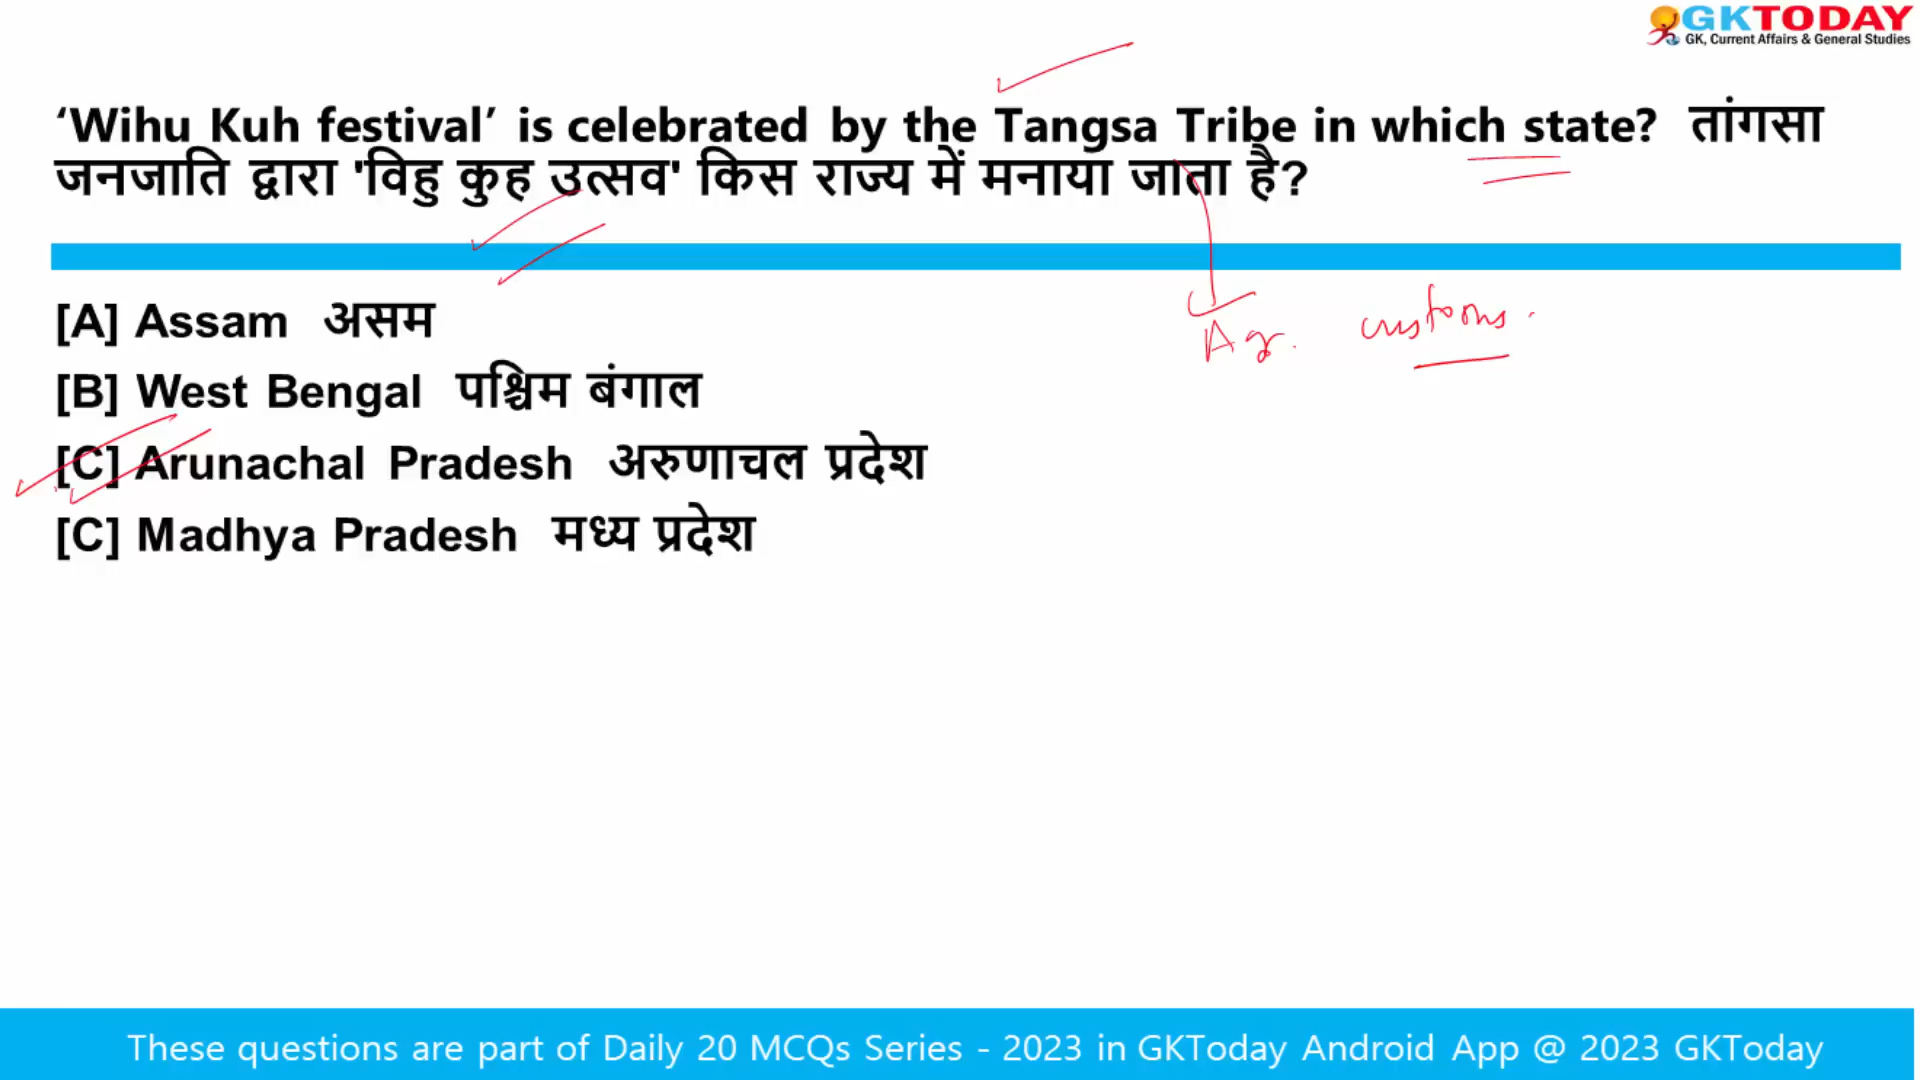 GKTODAY
GK, Current Affairs & General Studies
‘Wihu Kuh festival’ is celebrated by the Tangsa Tribe in which state? तांगसा
जनजाति द्वारा 'विहु कुह उत्सव' किस राज्य में मनाया जाता है?
[A] Assam असम
Ag. customs.
[B] West Bengal पश्चिम बंगाल
[C] Arunachal Pradesh अरुणाचल प्रदेश
[C] Madhya Pradesh मध्य प्रदेश
These questions are part of Daily 20 MCQs Series - 2023 in GKToday Android App @ 2023 GKToday